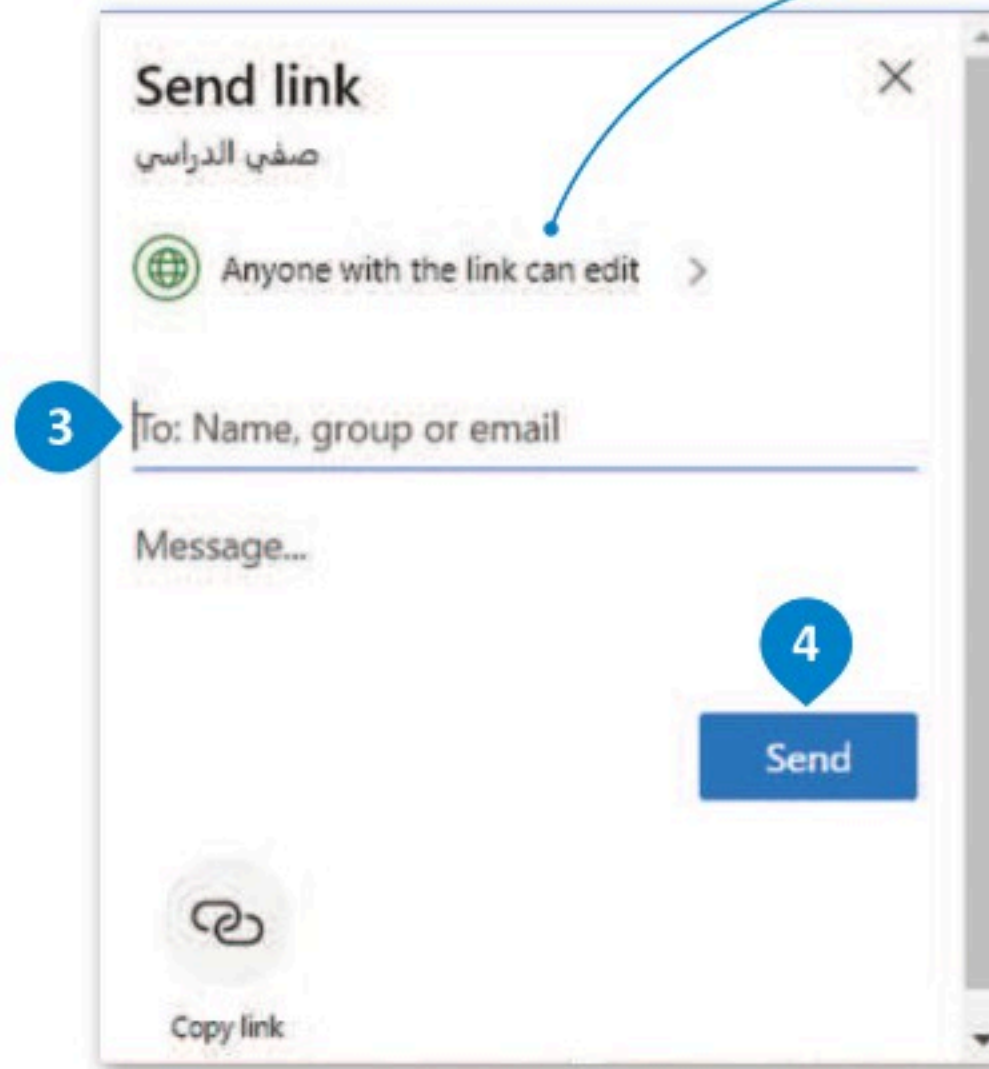 Send link
صفي الدراسي
Anyone with the link can edit
3
To: Name, group or email
Message...
4
Send
Copy link